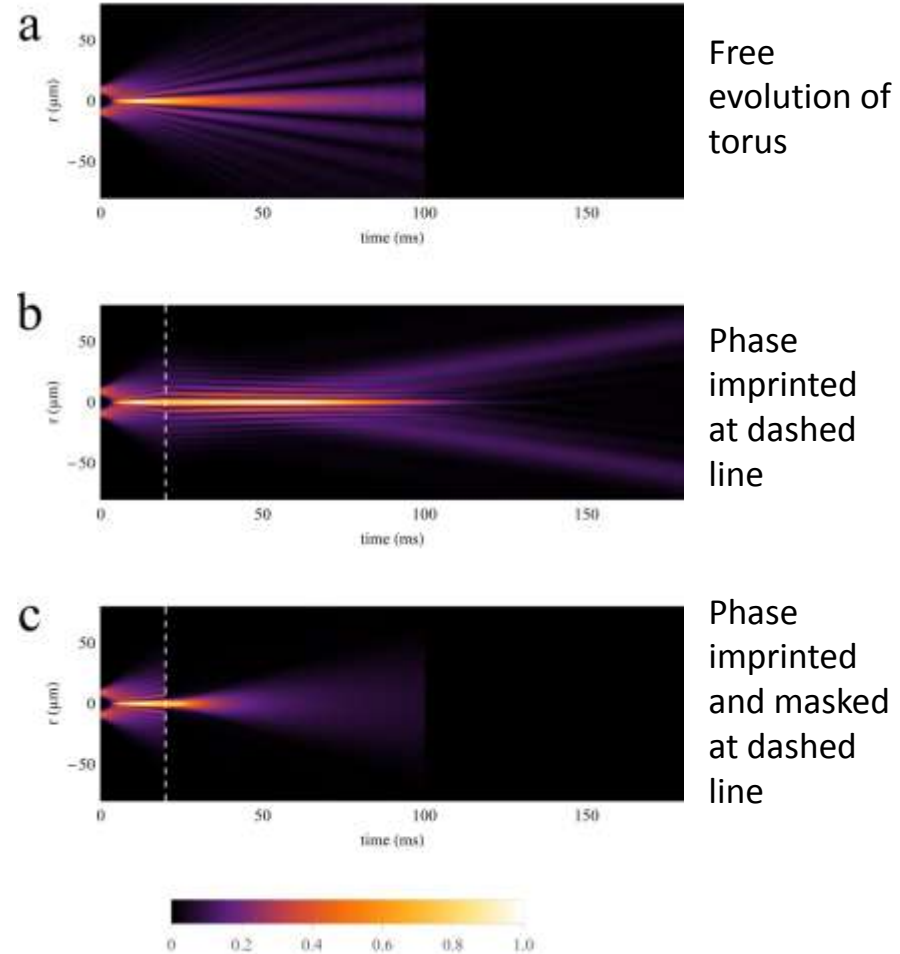 a
50
0
−50
r (μm)
0 50 100 150
time (ms)
Free
evolution of
torus
b
50
0
−50
r (μm)
0 50 100 150
time (ms)
Phase
imprinted
at dashed
line
c
50
0
−50
r (μm)
0 50 100 150
time (ms)
Phase
imprinted
and masked
at dashed
line
0 0.2 0.4 0.6 0.8 1.0